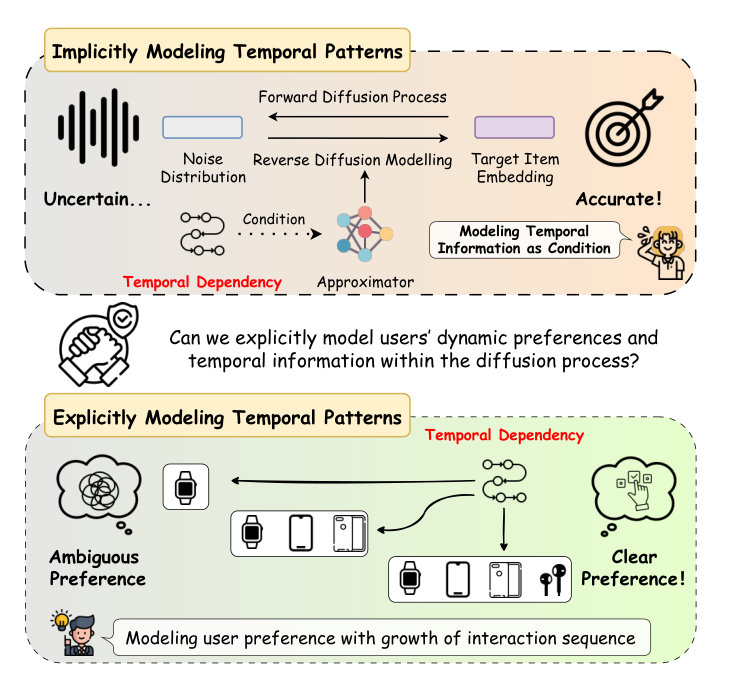 Implicitly Modeling Temporal Patterns
Forward Diffusion Process
Noise
Distribution
Reverse Diffusion Modelling
Target Item
Embedding
Uncertain...
Accurate!
Condition
Modeling Temporal
Information as Condition
Temporal Dependency
Approximator
Can we explicitly model users’ dynamic preferences and
temporal information within the diffusion process?
Explicitly Modeling Temporal Patterns
Temporal Dependency
Ambiguous
Preference
Clear
Preference!
Modeling user preference with growth of interaction sequence